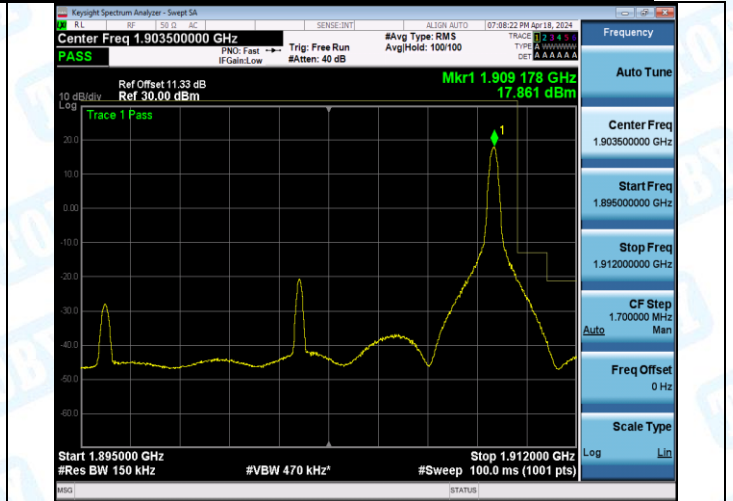 Keysight Spectrum Analyzer - Swept SA
RL RF 50 Ω AC SENSE:INT ALIGN AUTO 07:08:22 PM Apr 18, 2024
Center Freq 1.903500000 GHz
PASS
PNO: Fast
IFGain:Low
Trig: Free Run
#Atten: 40 dB
#Avg Type: RMS
Avg|Hold: 100/100
TRACE 1 2 3 4 5 6
TYPE A WWWWW
DET A A A A A A
Ref Offset 11.33 dB
10 dB/div Ref 30.00 dBm
Log
Mkr1 1.909 178 GHz
17.861 dBm
Trace 1 Pass
1
20.0
10.0
0.00
-10.0
-20.0
-30.0
-40.0
-50.0
-60.0
Start 1.895000 GHz Stop 1.912000 GHz
#Res BW 150 kHz #VBW 470 kHz* #Sweep 100.0 ms (1001 pts)
MSG STATUS
Frequency
Auto Tune
Center Freq
1.903500000 GHz
Start Freq
1.895000000 GHz
Stop Freq
1.912000000 GHz
CF Step
1.700000 MHz
Auto Man
Freq Offset
0 Hz
Scale Type
Log Lin